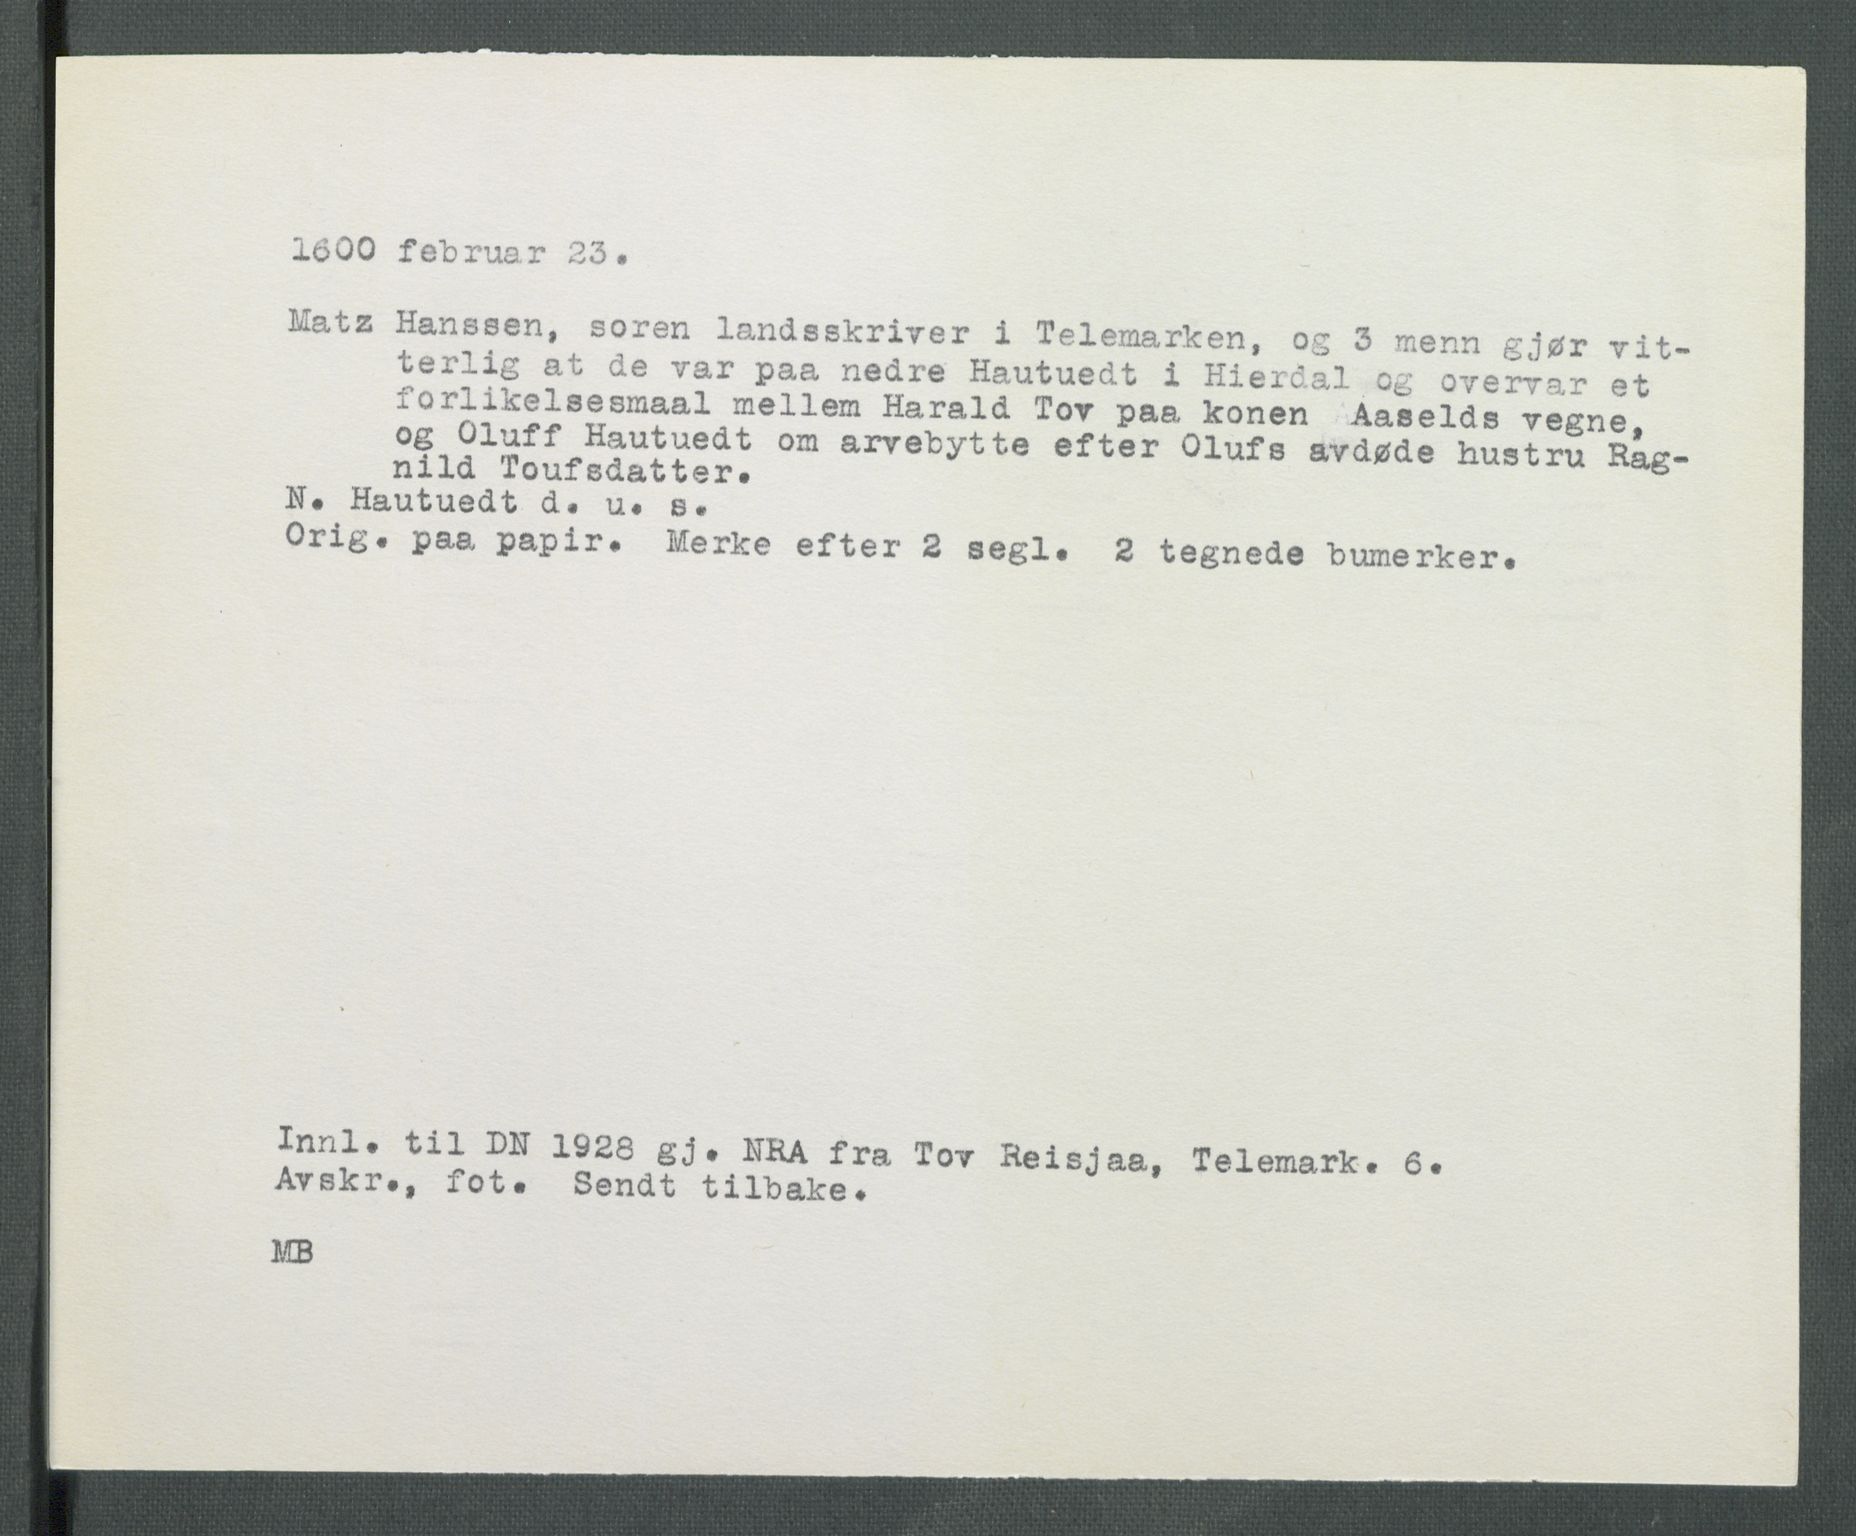 1600 februar 23.
Matz Hanssen, soren landsskriver i Telemarken, og 3 menn gjør vit-
terlig at de var paa nedre Hautuedt i Hierdal og overvar et
forlikelsesmaal mellem Harald Tov paa konen Aaselds vegne,
og Oluff Hautuedt om arvebytte efter Olufs avdøde hustru Rag-
nild Toufsdatter.
N. Hautuedt d. u. s.
Orig. paa papir. Merke efter 2 segl. 2 tegnede bumerker.
Innl. til DN 1928 gj. NRA fra Tov Reisjaa, Telemark. 6.
Avskr., fot. Sendt tilbake.
MB